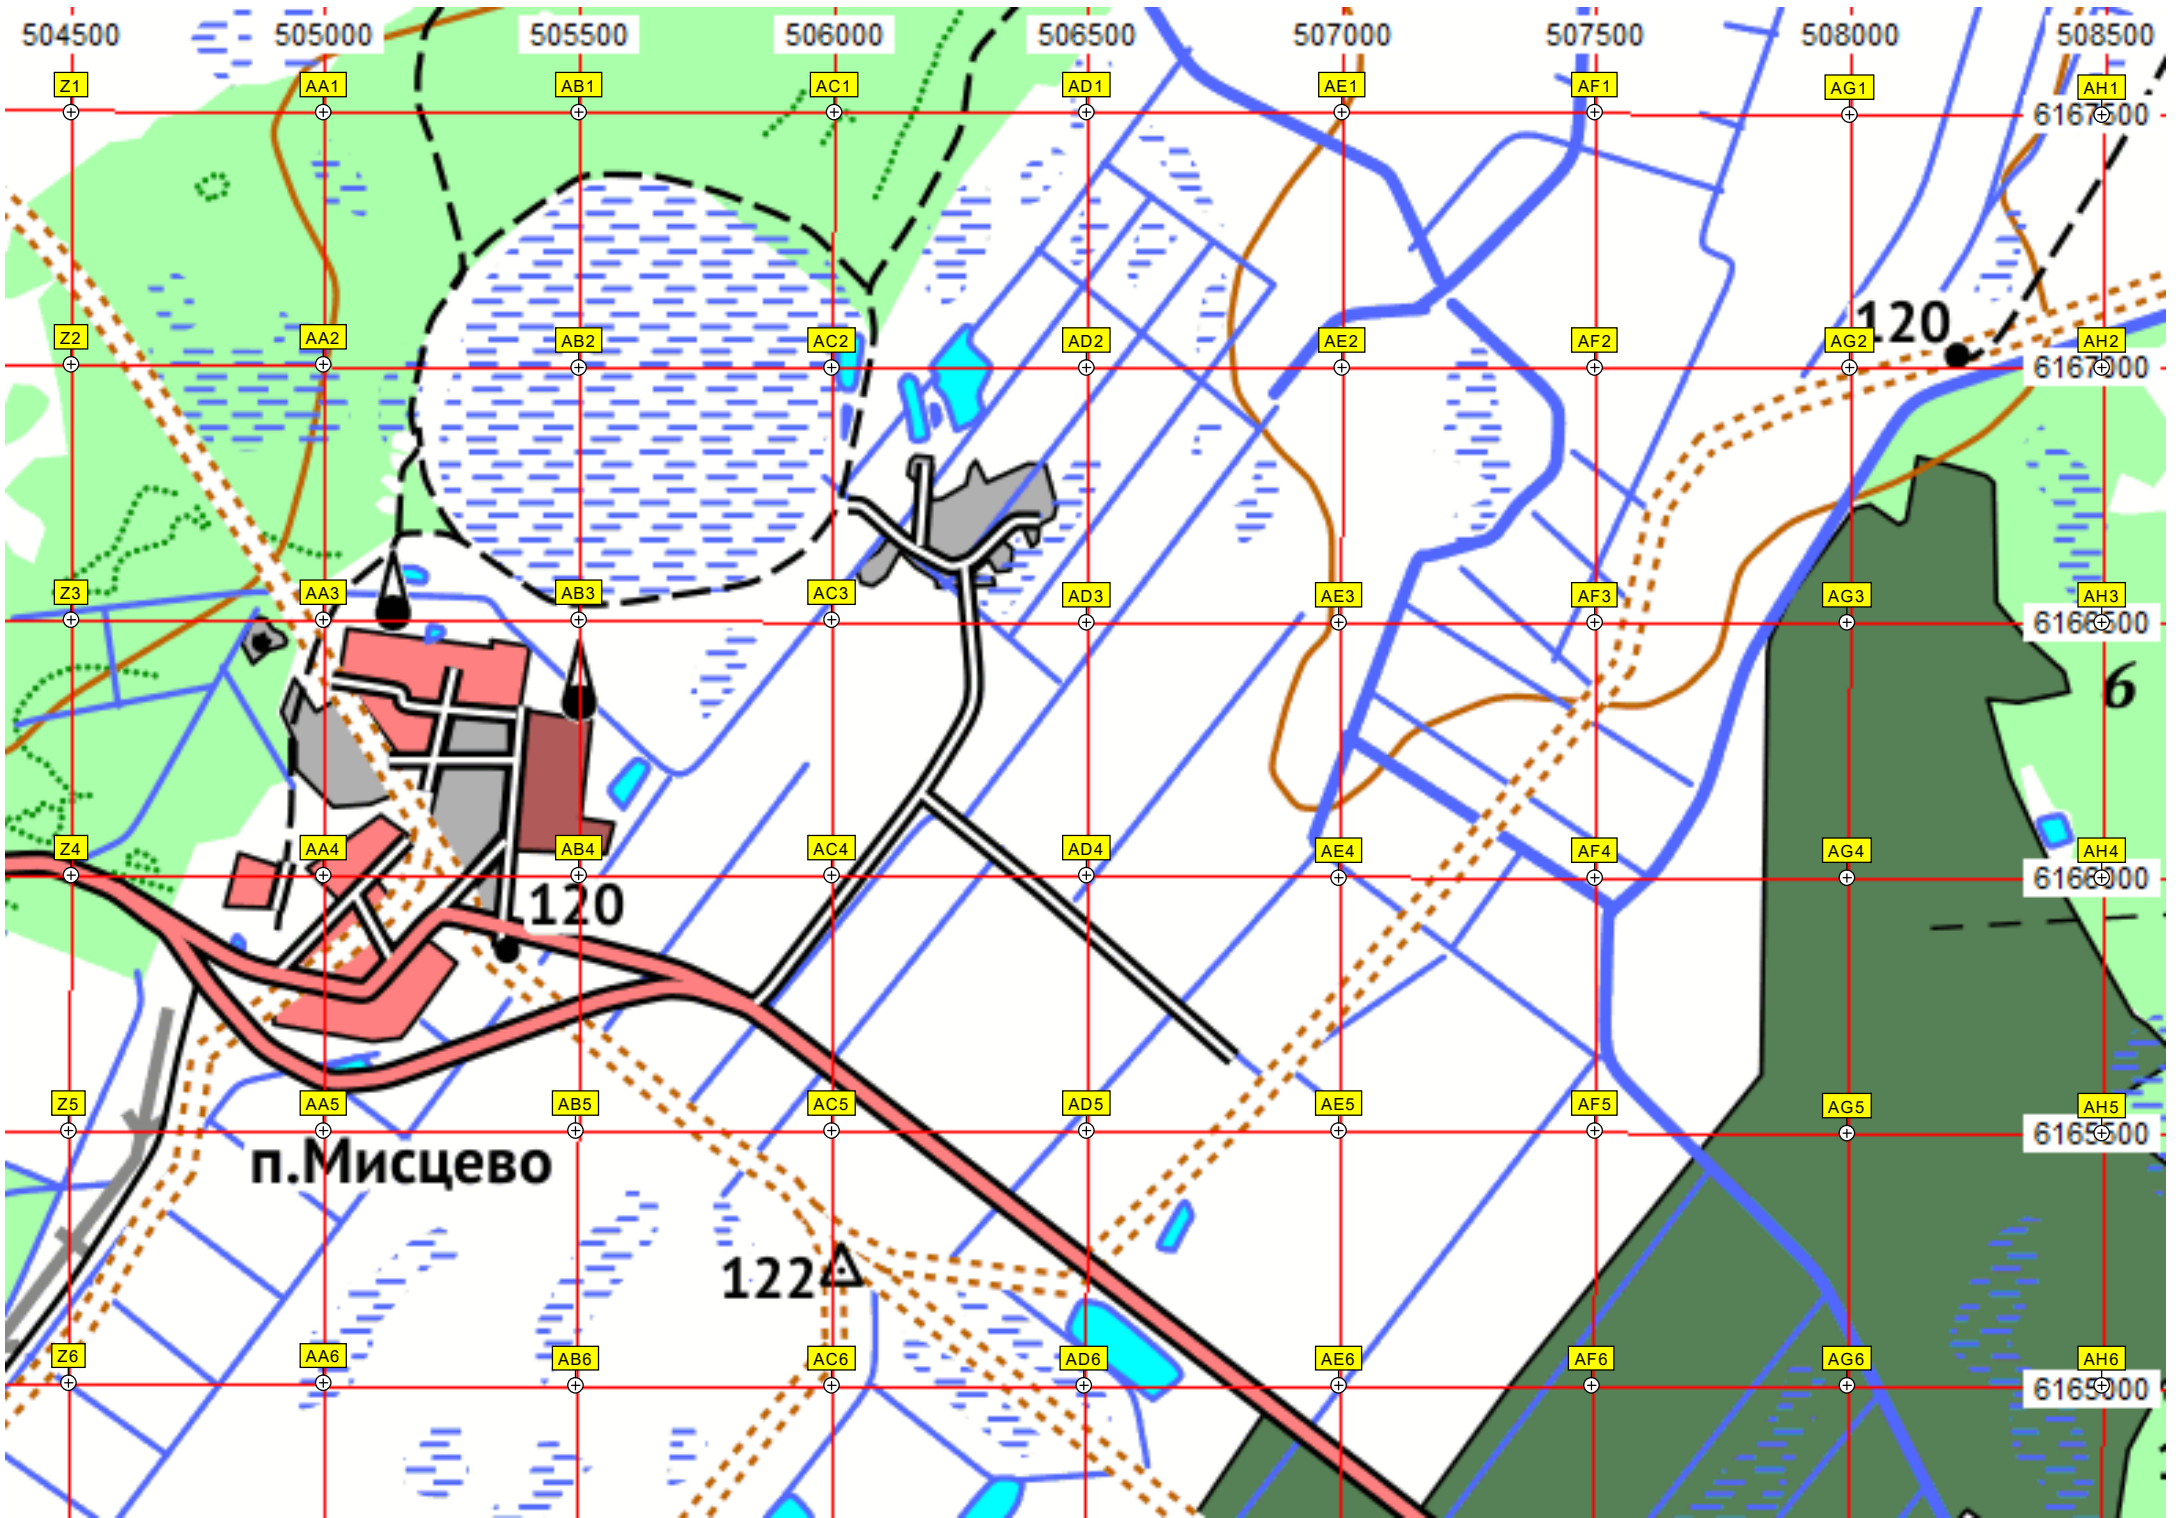 504500 505000 505500 506000 506500 507000 507500 508000 508500
Z1 AA1 AB1 AC1 AD1 AE1 AF1 AG1 AH1
6167500
120
Z2 AA2 AB2 AC2 AD2 AE2 AF2 AG2 AH2
6167000
Z3 AA3 AB3 AC3 AD3 AE3 AF3 AG3 AH3
6166500
6
Z4 AA4 AB4 AC4 AD4 AE4 AF4 AG4 AH4
6166000
120
Z5 AA5 AB5 AC5 AD5 AE5 AF5 AG5 AH5
6165500
п.Мисцево
122
Z6 AA6 AB6 AC6 AD6 AE6 AF6 AG6 AH6
6165000